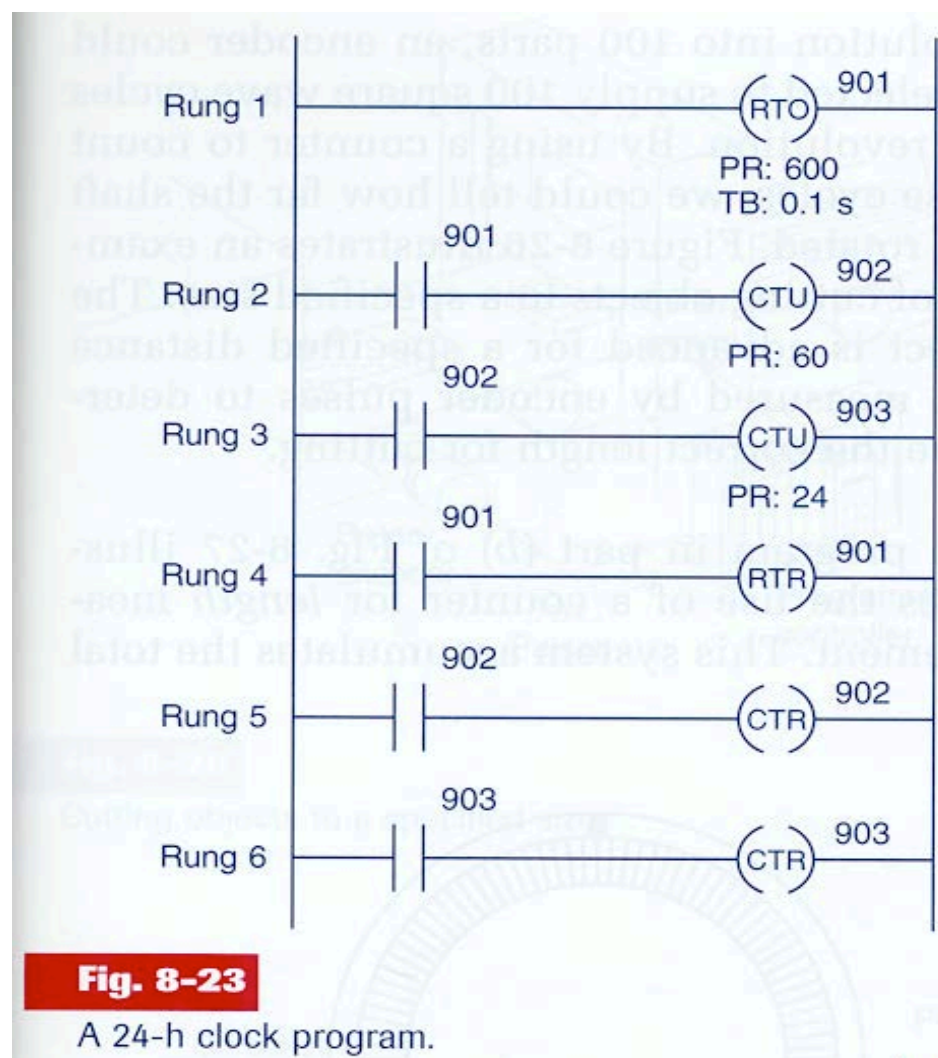 901
Rung 1 RTO
PR: 600
TB: 0.1 s
901
902
Rung 2 CTU
PR: 60
902
903
Rung 3 CTU
PR: 24
901
901
Rung 4 RTR
902
902
Rung 5 CTR
903
903
Rung 6 CTR
Fig. 8-23
A 24-h clock program.